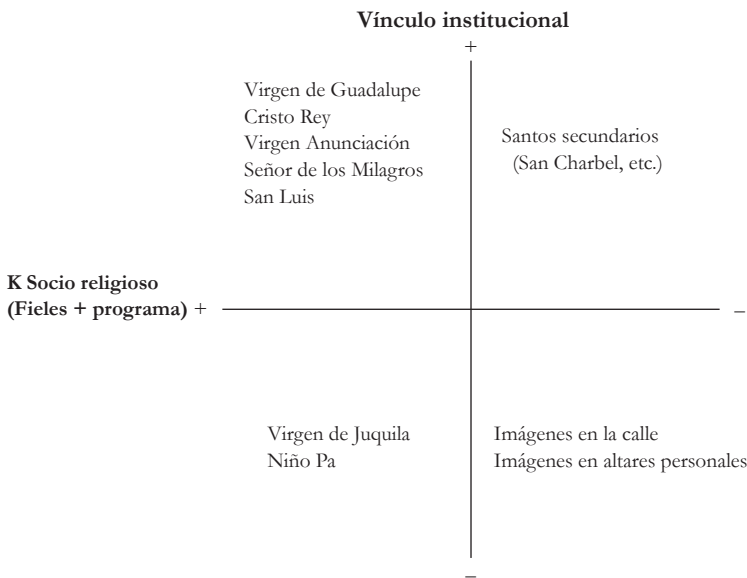 Vínculo institucional
+
Virgen de Guadalupe
Cristo Rey
Virgen Anunciación
Señor de los Milagros
San Luis
Santos secundarios
(San Charbel, etc.)
K Socio religioso
(Fieles + programa) +
–
Virgen de Juquila
Niño Pa
Imágenes en la calle
Imágenes en altares personales
–